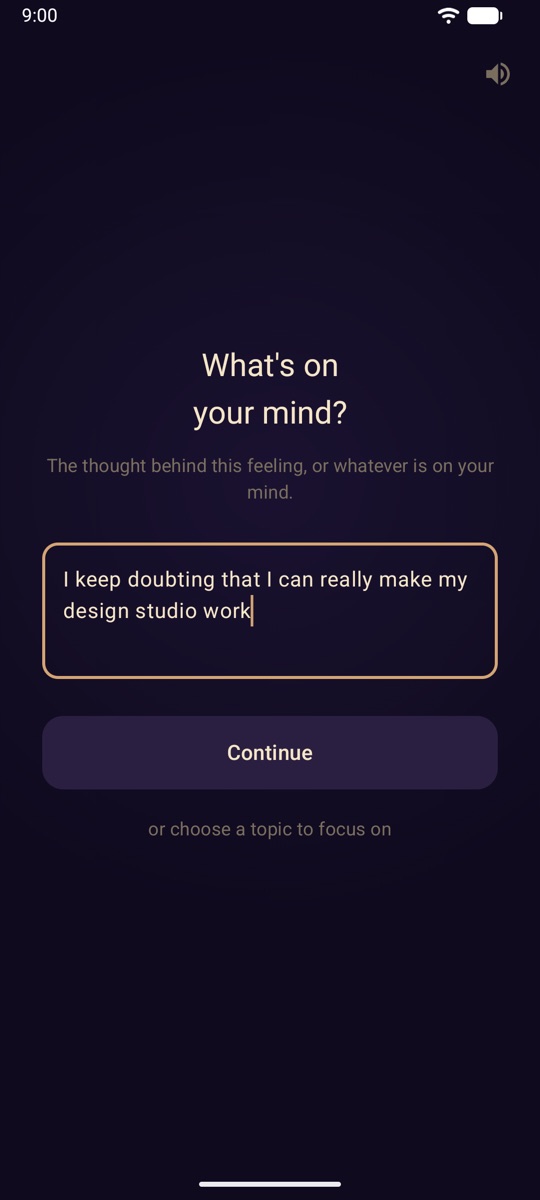 9:00
What's on
your mind?
The thought behind this feeling, or whatever is on your
mind.
I keep doubting that I can really make my
design studio work
Continue
or choose a topic to focus on